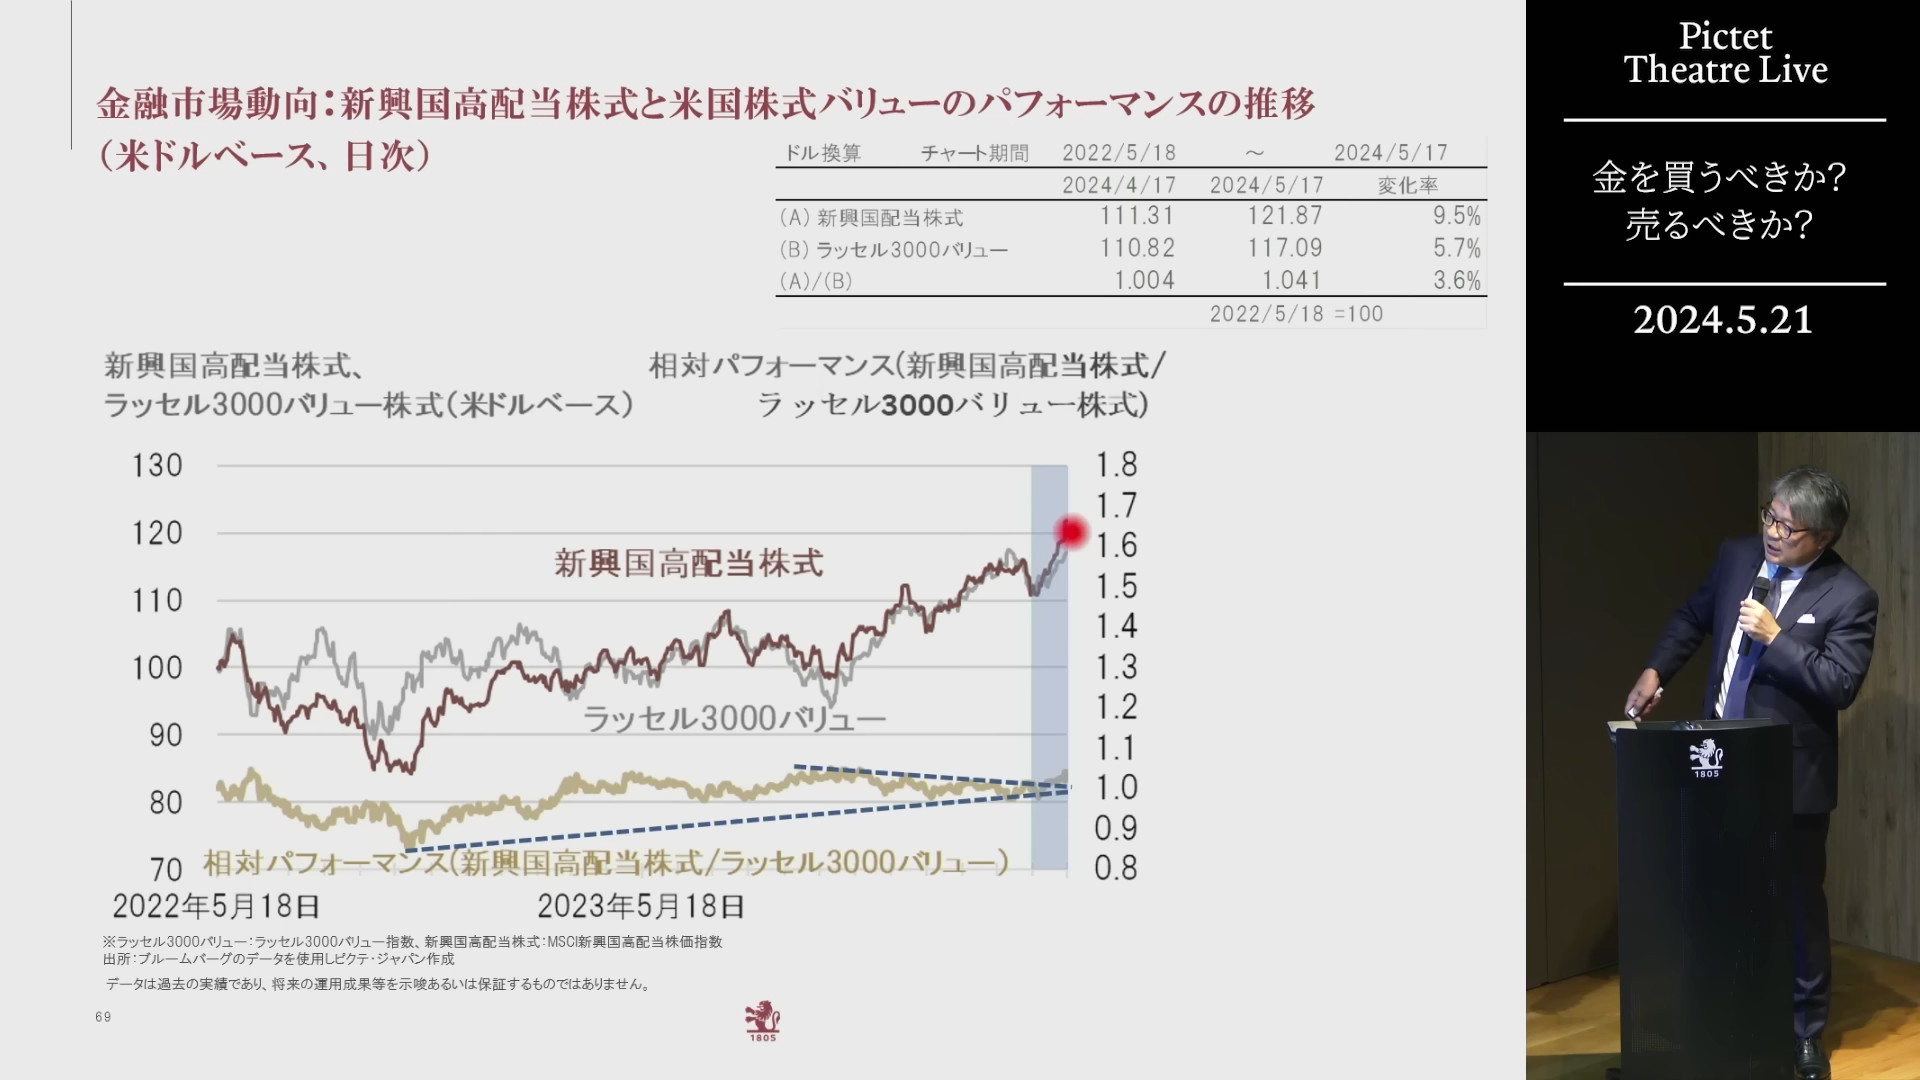 金融市場動向：新興国高配当株式と米国株式バリューのパフォーマンスの推移
（米ドルベース、日次）
ドル換算 チャート期間 2022/5/18 ～ 2024/5/17
2024/4/17 2024/5/17 変化率
(A) 新興国配当株式 111.31 121.87 9.5%
(B) ラッセル3000バリュー 110.82 117.09 5.7%
(A)/(B) 1.004 1.041 3.6%
2022/5/18 =100
新興国高配当株式、
ラッセル3000バリュー株式（米ドルベース）
相対パフォーマンス(新興国高配当株式/
ラッセル3000バリュー株式)
130
120
110
100
90
80
70
1.8
1.7
1.6
1.5
1.4
1.3
1.2
1.1
1.0
0.9
0.8
新興国高配当株式
ラッセル3000バリュー
相対パフォーマンス(新興国高配当株式/ラッセル3000バリュー）
2022年5月18日 2023年5月18日
※ラッセル3000バリュー：ラッセル3000バリュー指数、新興国高配当株式：MSCI新興国高配当株価指数
出所：ブルームバーグのデータを使用しピクテ・ジャパン作成
データは過去の実績であり、将来の運用成果等を示唆あるいは保証するものではありません。
69
1805
Pictet
Theatre Live
金を買うべきか?
売るべきか?
2024.5.21
1805